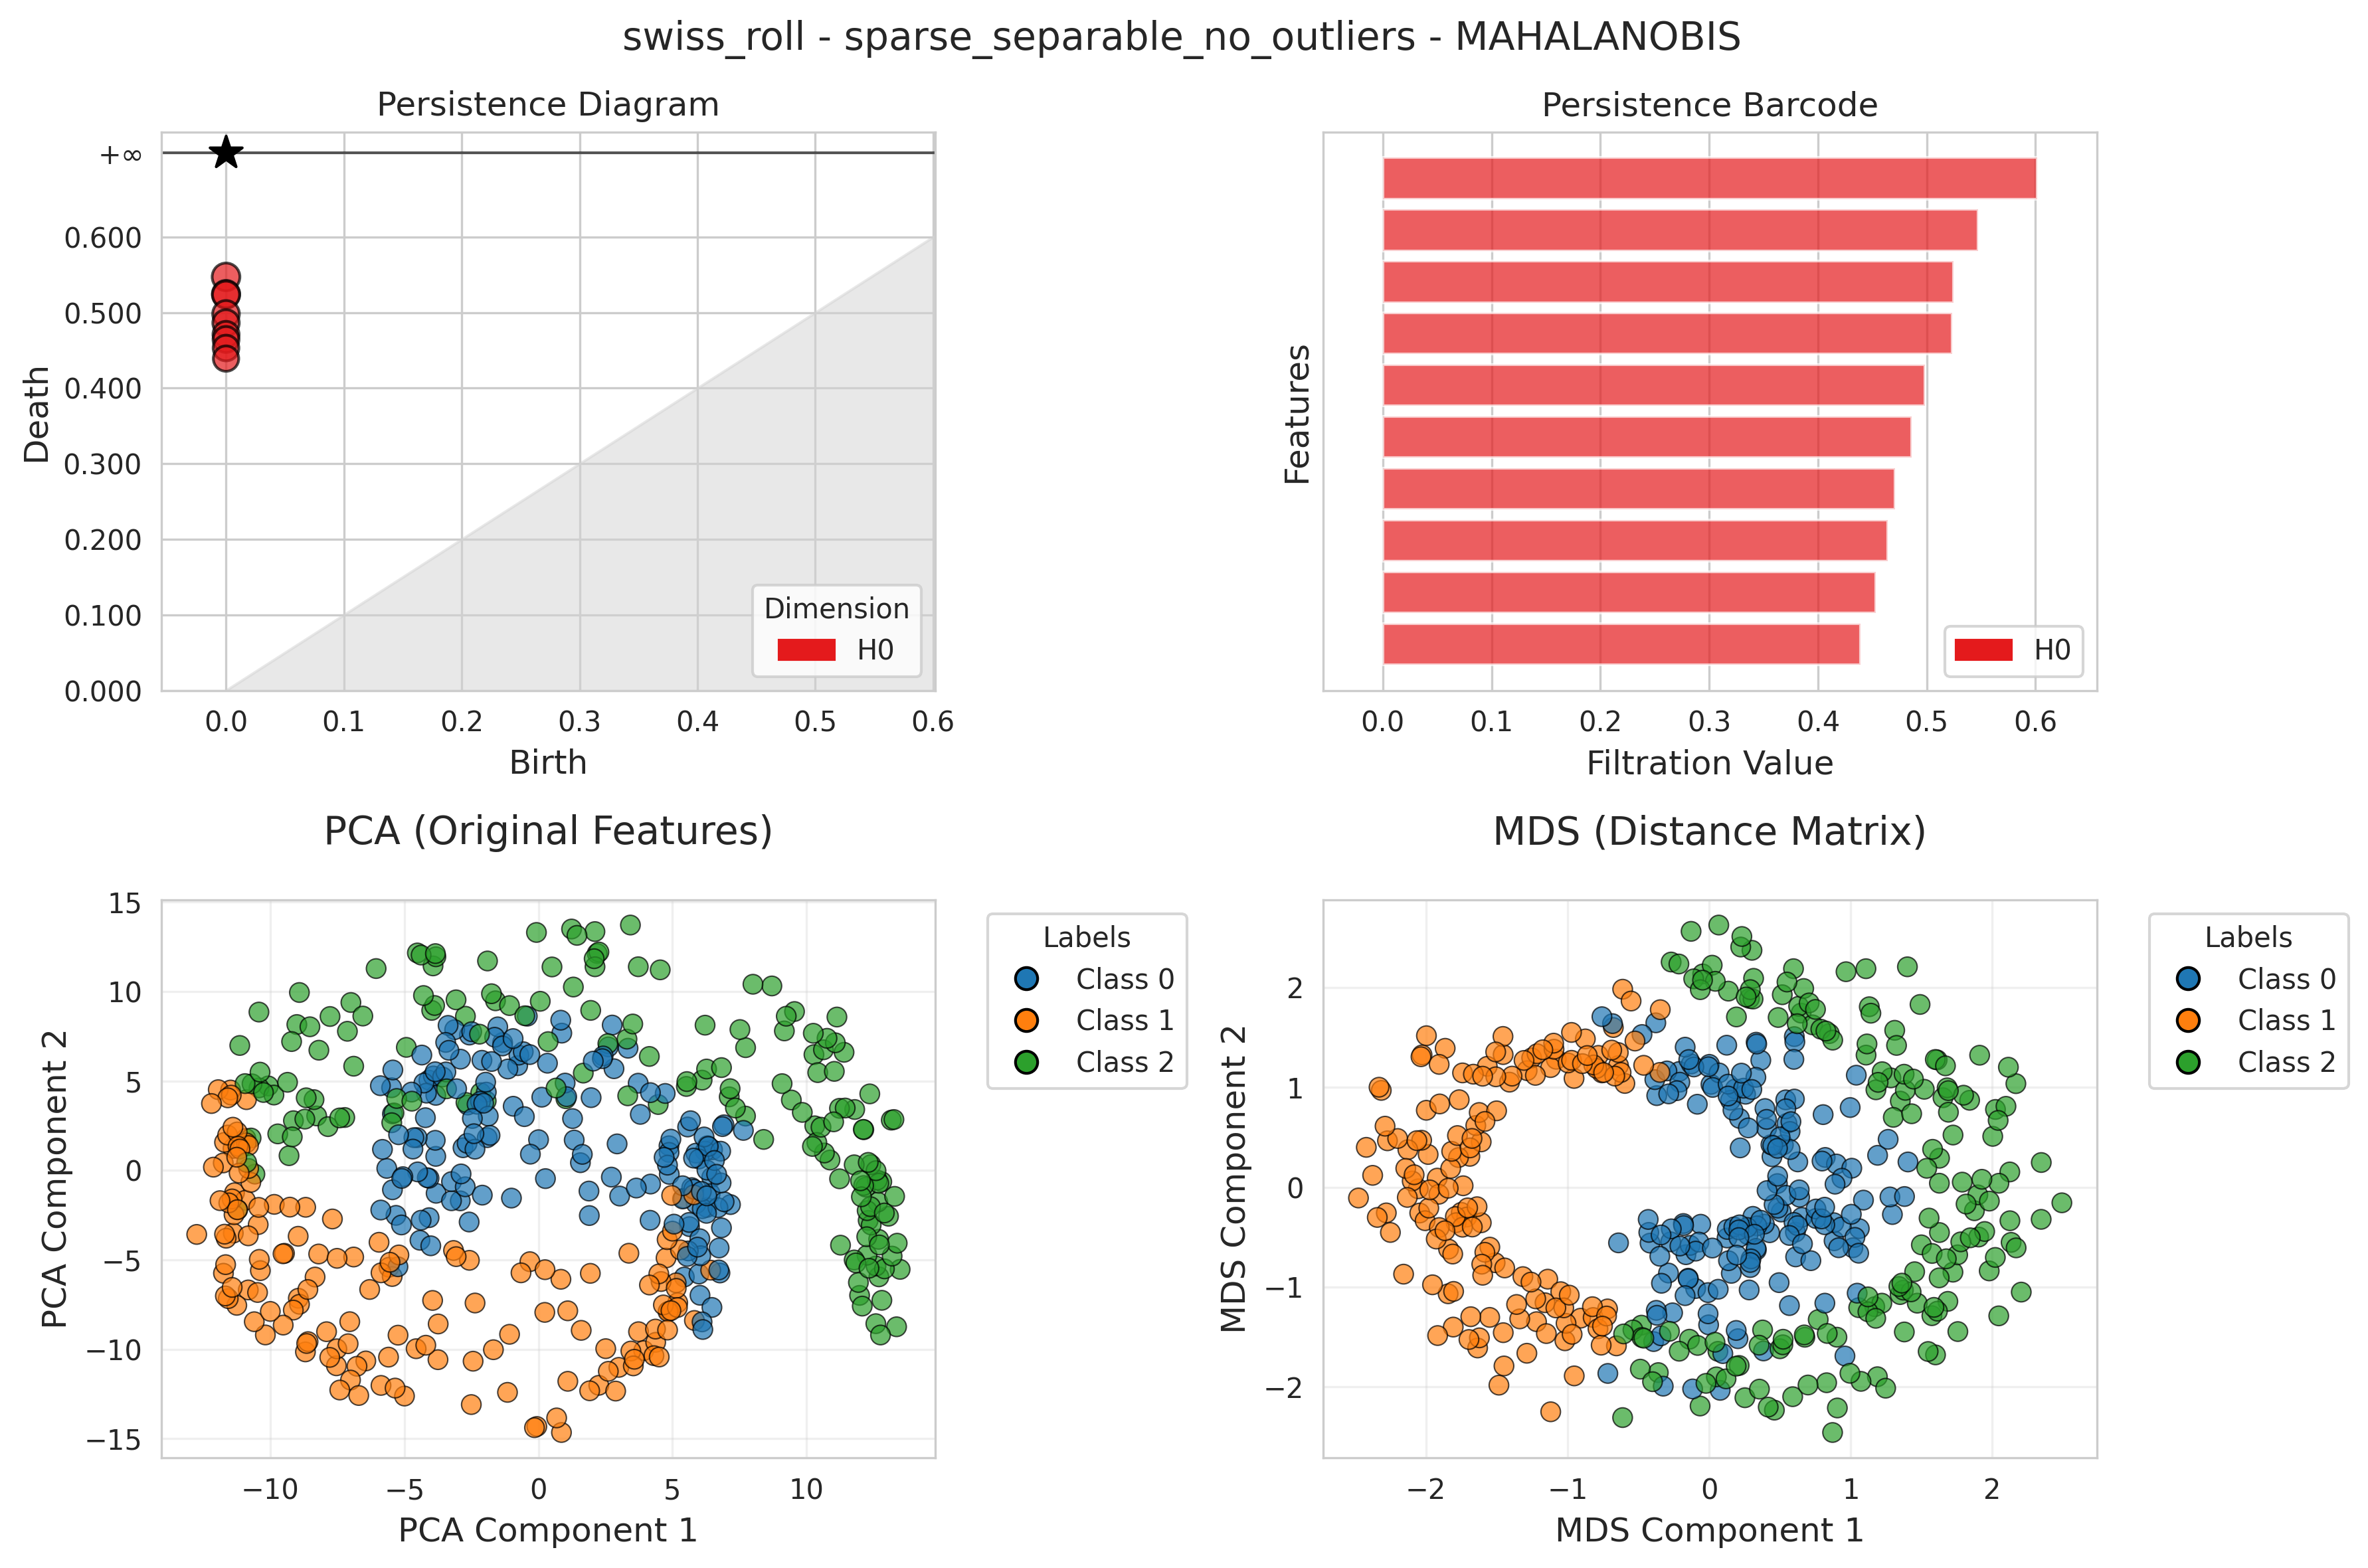 swiss_roll - sparse_separable_no_outliers - MAHALANOBIS
Persistence Diagram
+∞
0.600
0.500
0.400
0.300
0.200
0.100
0.000
Death
0.0 0.1 0.2 0.3 0.4 0.5 0.6
Birth
Dimension
H0
Persistence Barcode
Features
0.0 0.1 0.2 0.3 0.4 0.5 0.6
Filtration Value
H0
PCA (Original Features)
15
10
5
0
−5
−10
−15
PCA Component 2
−10 −5 0 5 10
PCA Component 1
Labels
Class 0
Class 1
Class 2
MDS (Distance Matrix)
2
1
0
−1
−2
MDS Component 2
−2 −1 0 1 2
MDS Component 1
Labels
Class 0
Class 1
Class 2